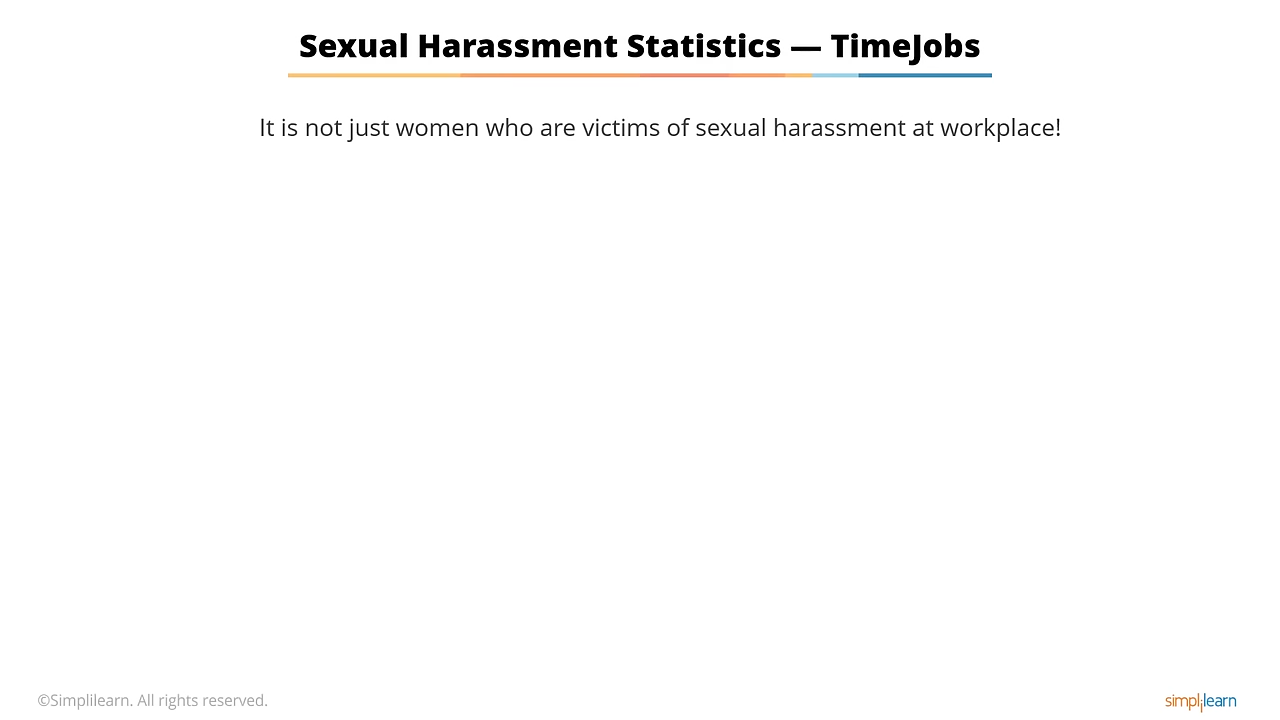 Sexual Harassment Statistics — TimeJobs
It is not just women who are victims of sexual harassment at workplace!
©Simplilearn. All rights reserved.
simplilearn